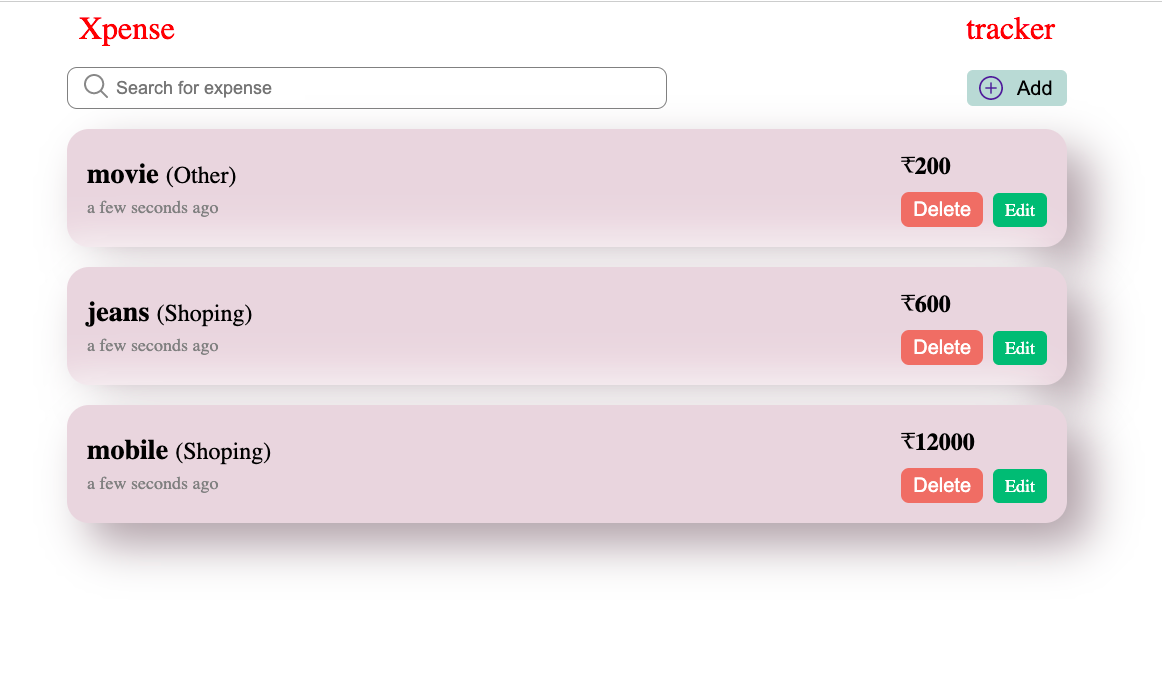 Xpense tracker
Search for expense
Add
movie (Other)
a few seconds ago
₹200
Delete Edit
jeans (Shoping)
a few seconds ago
₹600
Delete Edit
mobile (Shoping)
a few seconds ago
₹12000
Delete Edit